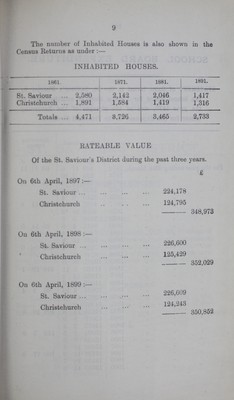 9
The number of Inhabited Houses is also shown in the
Census Returns as under :—
INHABITED HOUSES.
1861. 1871. 1881. 1891.
St. Saviour ... 2,580 2,142 2,046 1,417
Christchurch ... 1,891 1,584 1,419 1,316
Totals ... 4,471 3,726 3,465 2,733
RATEABLE VALUE
Of the St. Saviour's District during the past three years.
£
On 6th April, 1897:—
St. Saviour ... ... ... ... 224,178
Christchurch ... ... ... 124,795
348,973
On 6th April, 1898 :—
St. Saviour ... ... ... ... 226,600
Christchurch ... ... ... 125,429
352,029
On 6th April, 1899 :—
St. Saviour ... ... ... ... 226,609
Christchurch ... ... ... 124,243
350,852